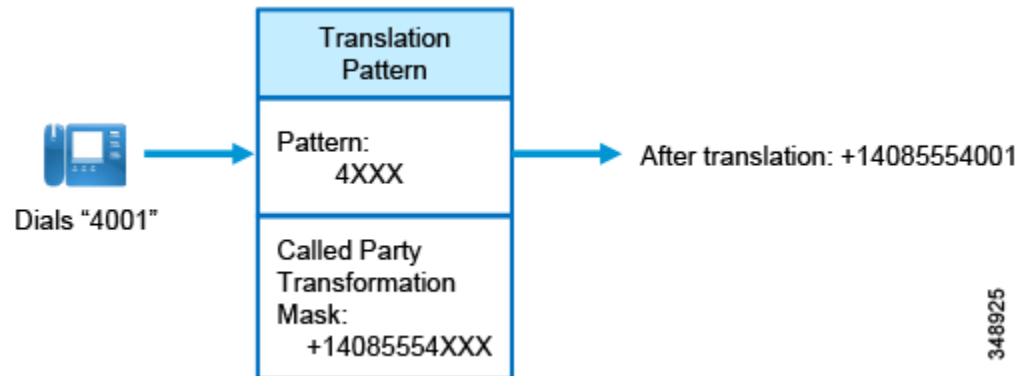 Translation
Pattern
Pattern:
4XXX
Called Party
Transformation
Mask:
+14085554XXX
Dials “4001”
After translation: +14085554001
348925